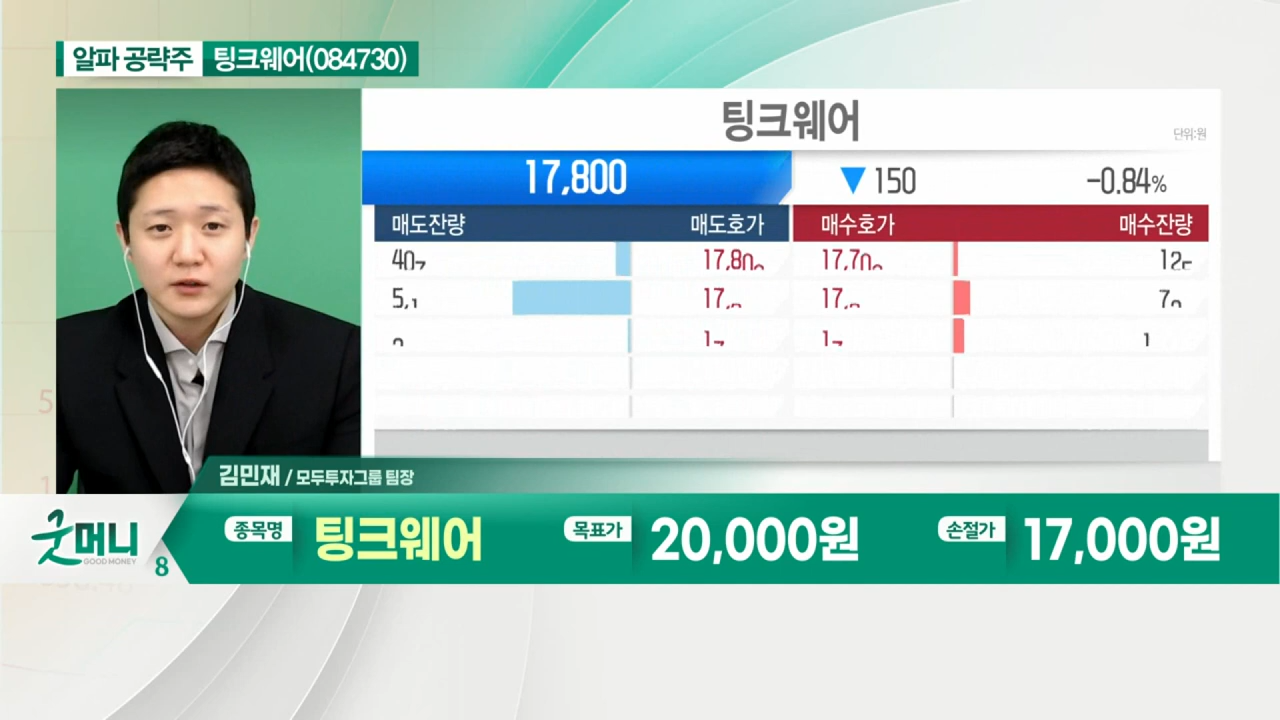 알파 공략주 팅크웨어(084730)
팅크웨어
단위:원
17,800 ▼ 150 -0.84%
매도잔량 매도호가 매수호가 매수잔량
김민재 / 모두투자그룹 팀장
굿머니
GOOD MONEY
8
종목명 팅크웨어 목표가 20,000원 손절가 17,000원